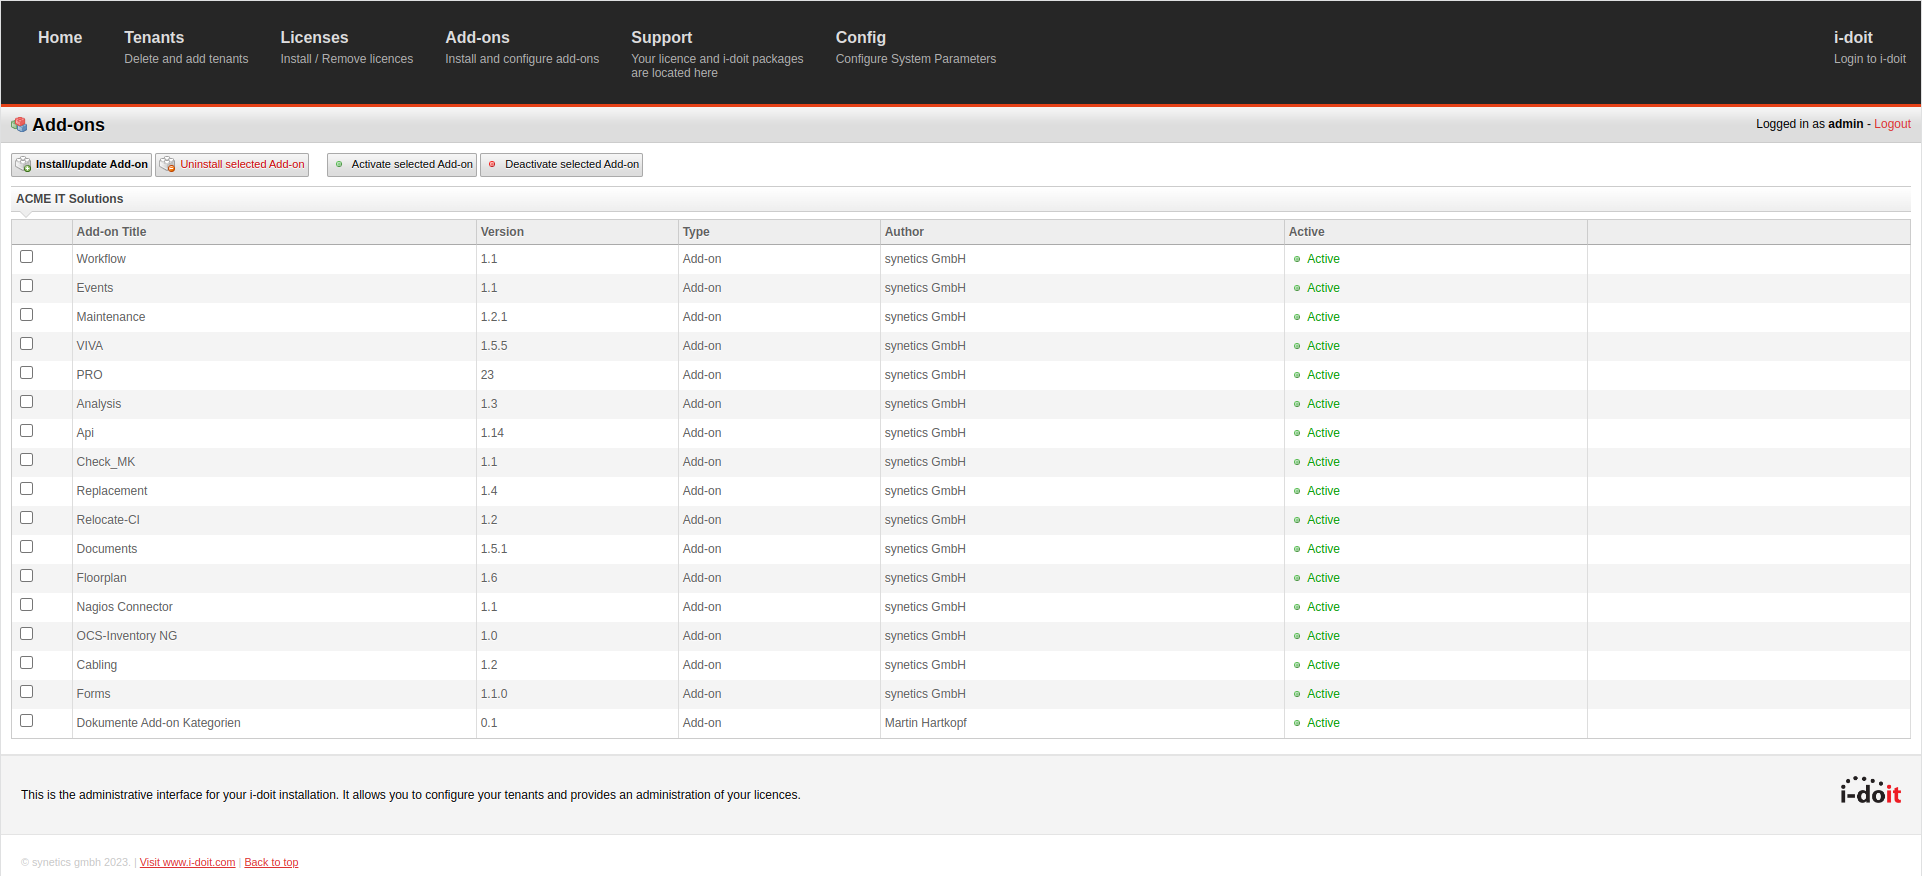 Home Tenants Licenses Add-ons Support Config i-doit
Delete and add tenants Install / Remove licences Install and configure add-ons Your licence and i-doit packages Configure System Parameters Login to i-doit
are located here
Add-ons Logged in as admin - Logout
Install/update Add-on Uninstall selected Add-on Activate selected Add-on Deactivate selected Add-on
ACME IT Solutions
Add-on Title Version Type Author Active
Workflow 1.1 Add-on synetics GmbH Active
Events 1.1 Add-on synetics GmbH Active
Maintenance 1.2.1 Add-on synetics GmbH Active
VIVA 1.5.5 Add-on synetics GmbH Active
PRO 23 Add-on synetics GmbH Active
Analysis 1.3 Add-on synetics GmbH Active
Api 1.14 Add-on synetics GmbH Active
Check_MK 1.1 Add-on synetics GmbH Active
Replacement 1.4 Add-on synetics GmbH Active
Relocate-CI 1.2 Add-on synetics GmbH Active
Documents 1.5.1 Add-on synetics GmbH Active
Floorplan 1.6 Add-on synetics GmbH Active
Nagios Connector 1.1 Add-on synetics GmbH Active
OCS-Inventory NG 1.0 Add-on synetics GmbH Active
Cabling 1.2 Add-on synetics GmbH Active
Forms 1.1.0 Add-on synetics GmbH Active
Dokumente Add-on Kategorien 0.1 Add-on Martin Hartkopf Active
This is the administrative interface for your i-doit installation. It allows you to configure your tenants and provides an administration of your licences.
i-doit
© synetics gmbh 2023. | Visit www.i-doit.com | Back to top